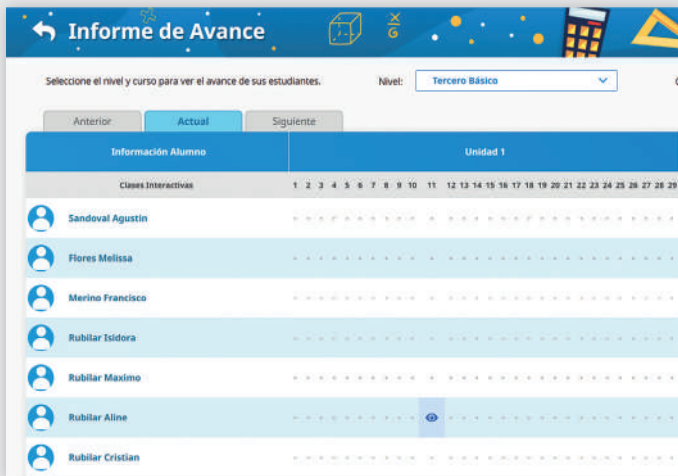 Informe de Avance
X
G
Seleccione el nivel y curso para ver el avance de sus estudiantes.
Nivel:
Tercero Básico
Anterior
Actual
Siguiente
Información Alumno
Unidad 1
Clases Interactivas
1 2 3 4 5 6 7 8 9 10 11 12 13 14 15 16 17 18 19 20 21 22 23 24 25 26 27 28 29
Sandoval Agustin
Flores Melissa
Merino Francisco
Rubilar Isidora
Rubilar Maximo
Rubilar Aline
Rubilar Cristian